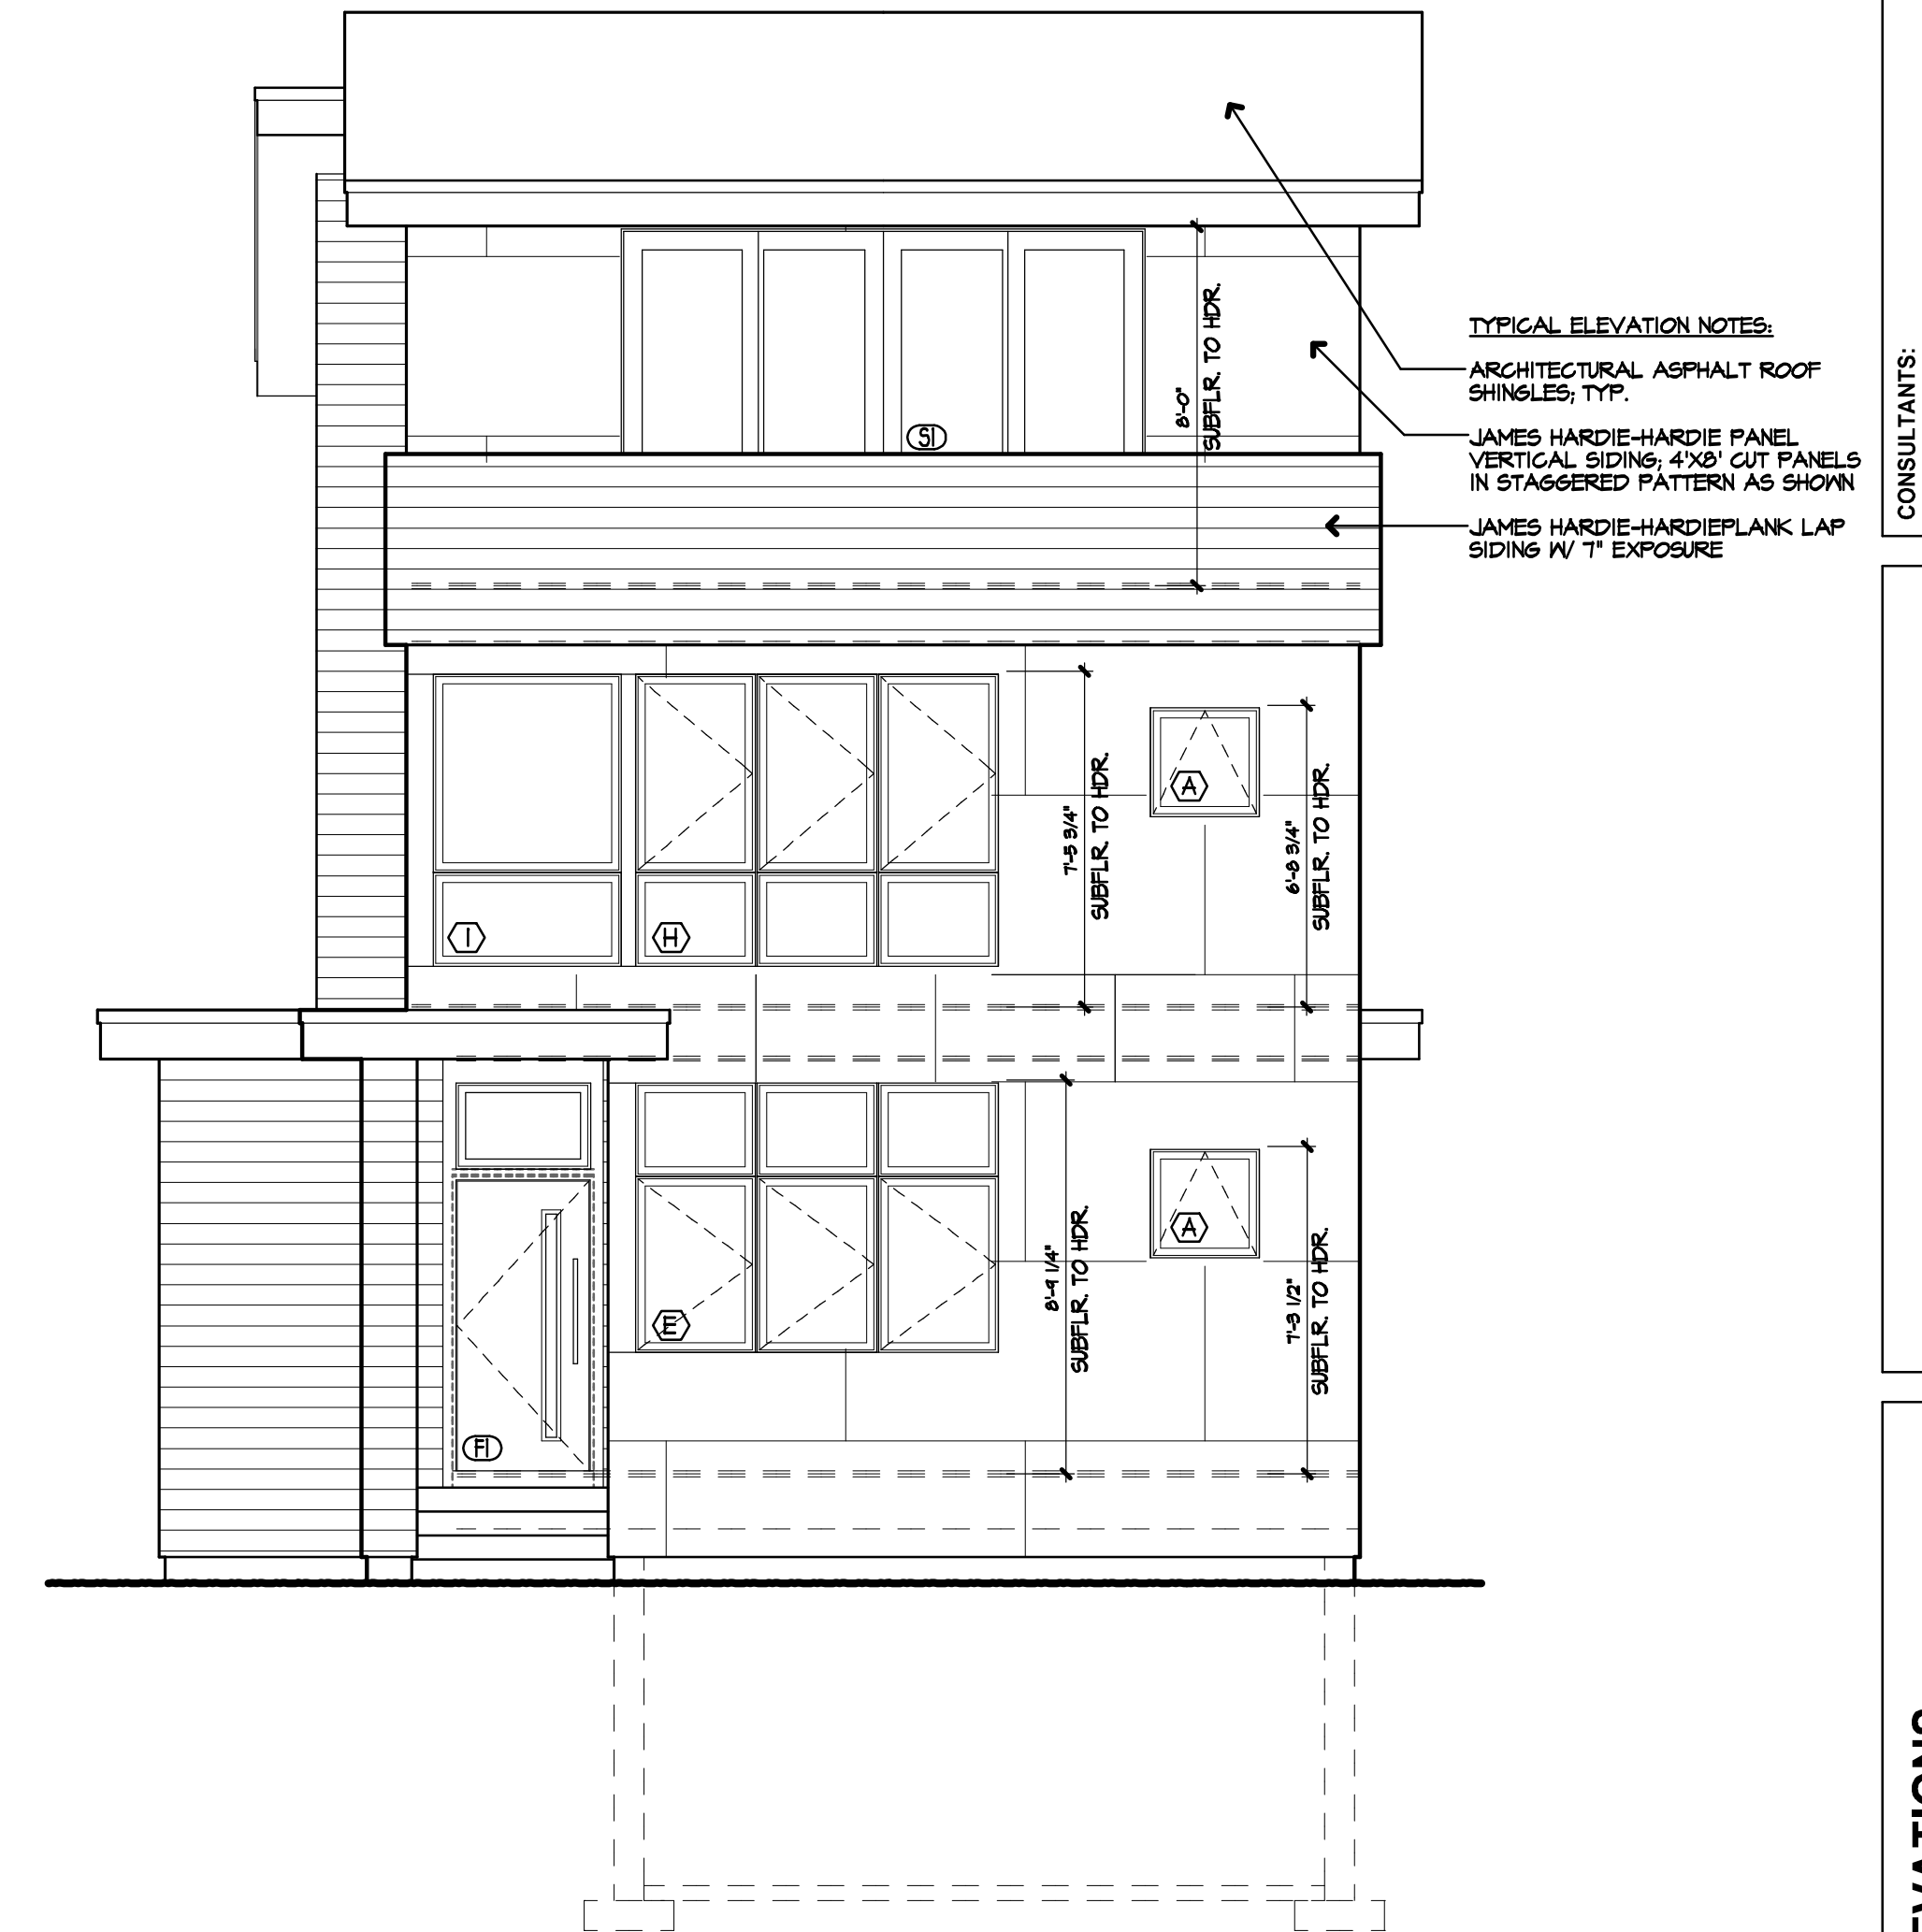 TYPICAL ELEVATION NOTES:
ARCHITECTURAL ASPHALT ROOF
SHINGLES; TYP.
JAMES HARDIE-HARDIE PANEL
VERTICAL SIDING; 4'X8' CUT PANELS
IN STAGGERED PATTERN AS SHOWN
JAMES HARDIE-HARDIEPLANK LAP
SIDING W/ 7" EXPOSURE
8'-0"
SUBFLR. TO HDR.
S1
7'-5 3/4"
SUBFLR. TO HDR.
6'-8 3/4"
SUBFLR. TO HDR.
A
I
H
8'-9 1/4"
SUBFLR. TO HDR.
7'-3 1/2"
SUBFLR. TO HDR.
A
E
F1
CONSULTANTS: